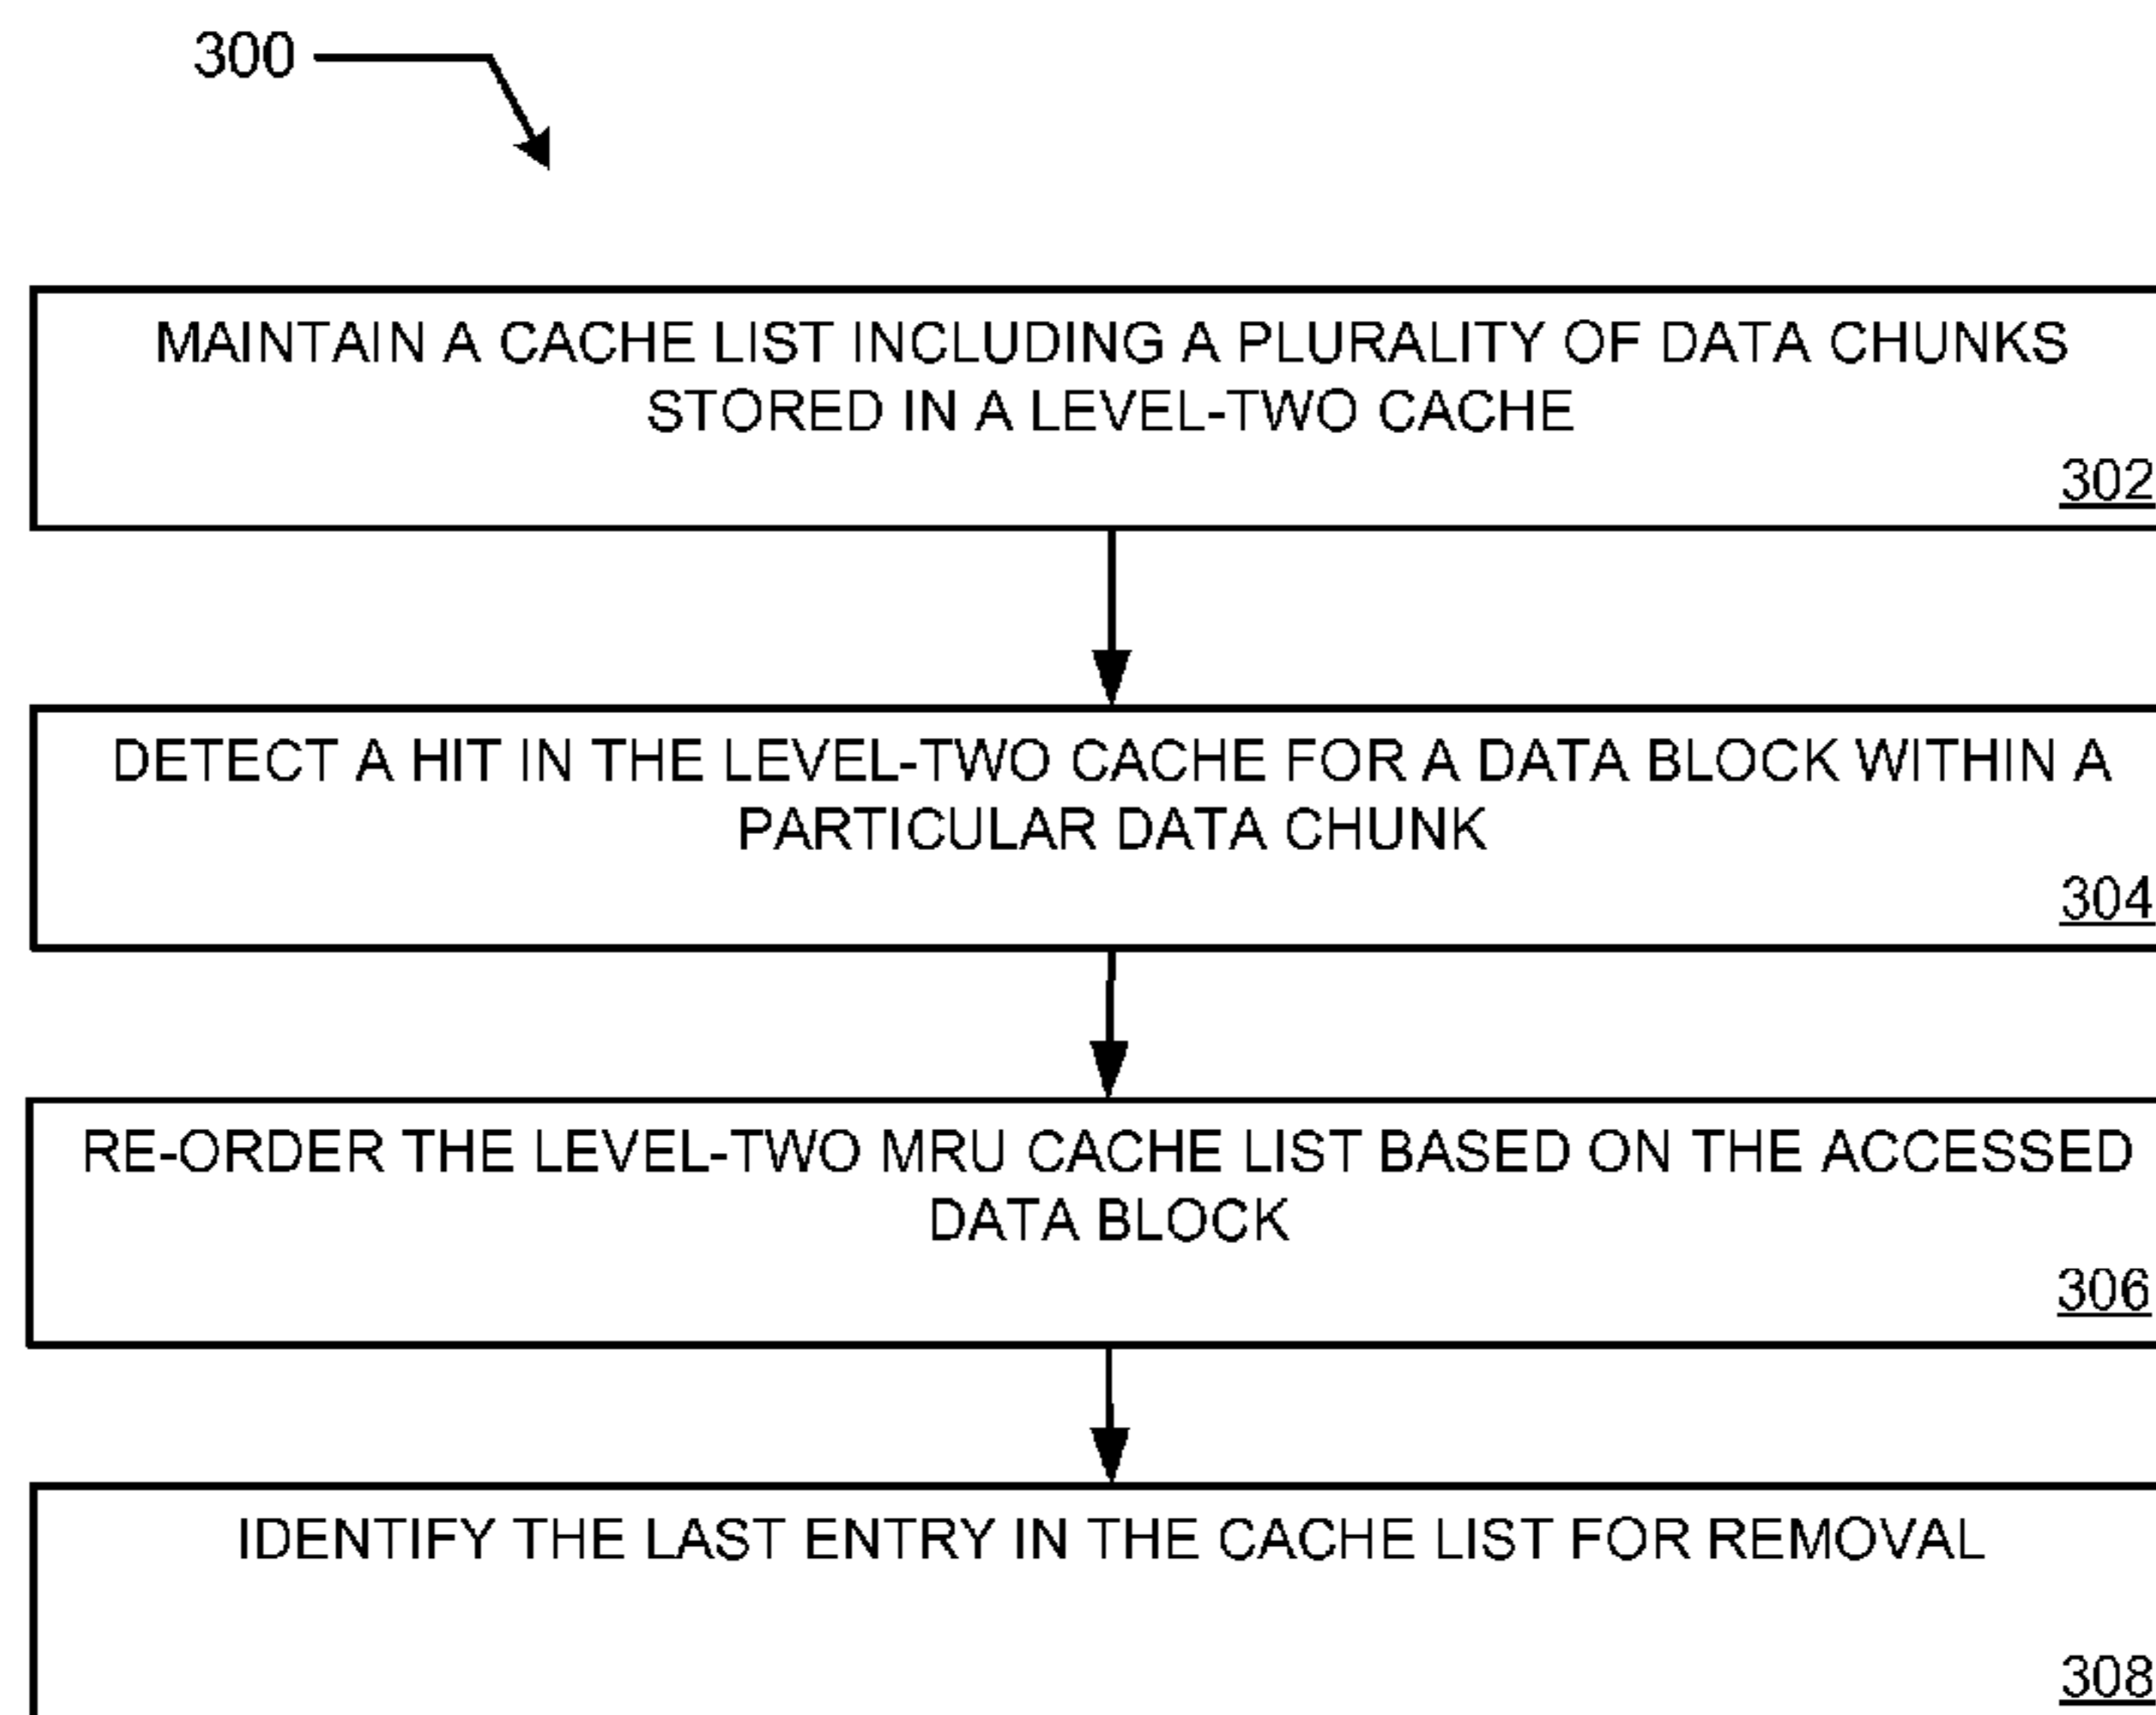 300
MAINTAIN A CACHE LIST INCLUDING A PLURALITY OF DATA CHUNKS
STORED IN A LEVEL-TWO CACHE
302
DETECT A HIT IN THE LEVEL-TWO CACHE FOR A DATA BLOCK WITHIN A
PARTICULAR DATA CHUNK
304
RE-ORDER THE LEVEL-TWO MRU CACHE LIST BASED ON THE ACCESSED
DATA BLOCK
306
IDENTIFY THE LAST ENTRY IN THE CACHE LIST FOR REMOVAL
308